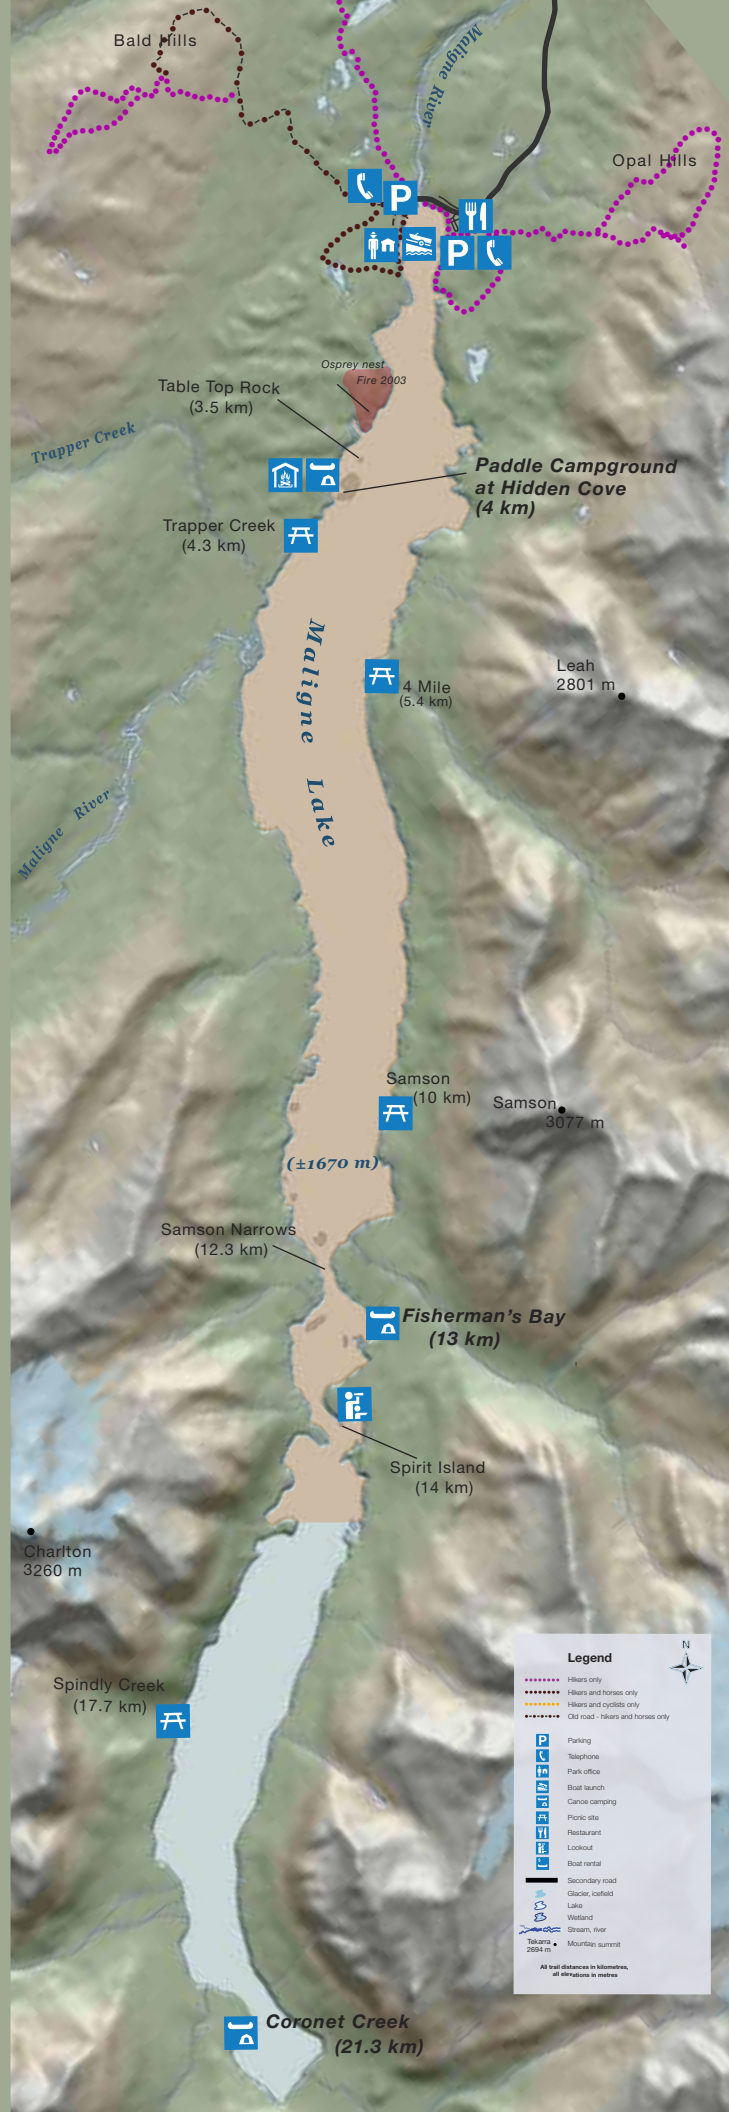 Bald Hills
Maligne River
Opal Hills
P
P
Osprey nest
Fire 2003
Table Top Rock
(3.5 km)
Trapper Creek
Paddle Campground
at Hidden Cove
(4 km)
Trapper Creek
(4.3 km)
Maligne Lake
Leah
2801 m
4 Mile
(5.4 km)
Maligne River
Samson
(10 km)
Samson
3077 m
(±1670 m)
Samson Narrows
(12.3 km)
Fisherman's Bay
(13 km)
Spirit Island
(14 km)
Charlton
3260 m
Spindly Creek
(17.7 km)
Coronet Creek
(21.3 km)
N
Legend
Hikers only
Hikers and horses only
Hikers and cyclists only
Old road - hikers and horses only
P Parking
Telephone
Park office
Boat launch
Canoe camping
Picnic site
Restaurant
Lookout
Boat rental
Secondary road
Glacier, icefield
Lake
Wetland
Stream, river
Tekarra
2694 m
Mountain summit
All trail distances in kilometres,
all elevations in metres